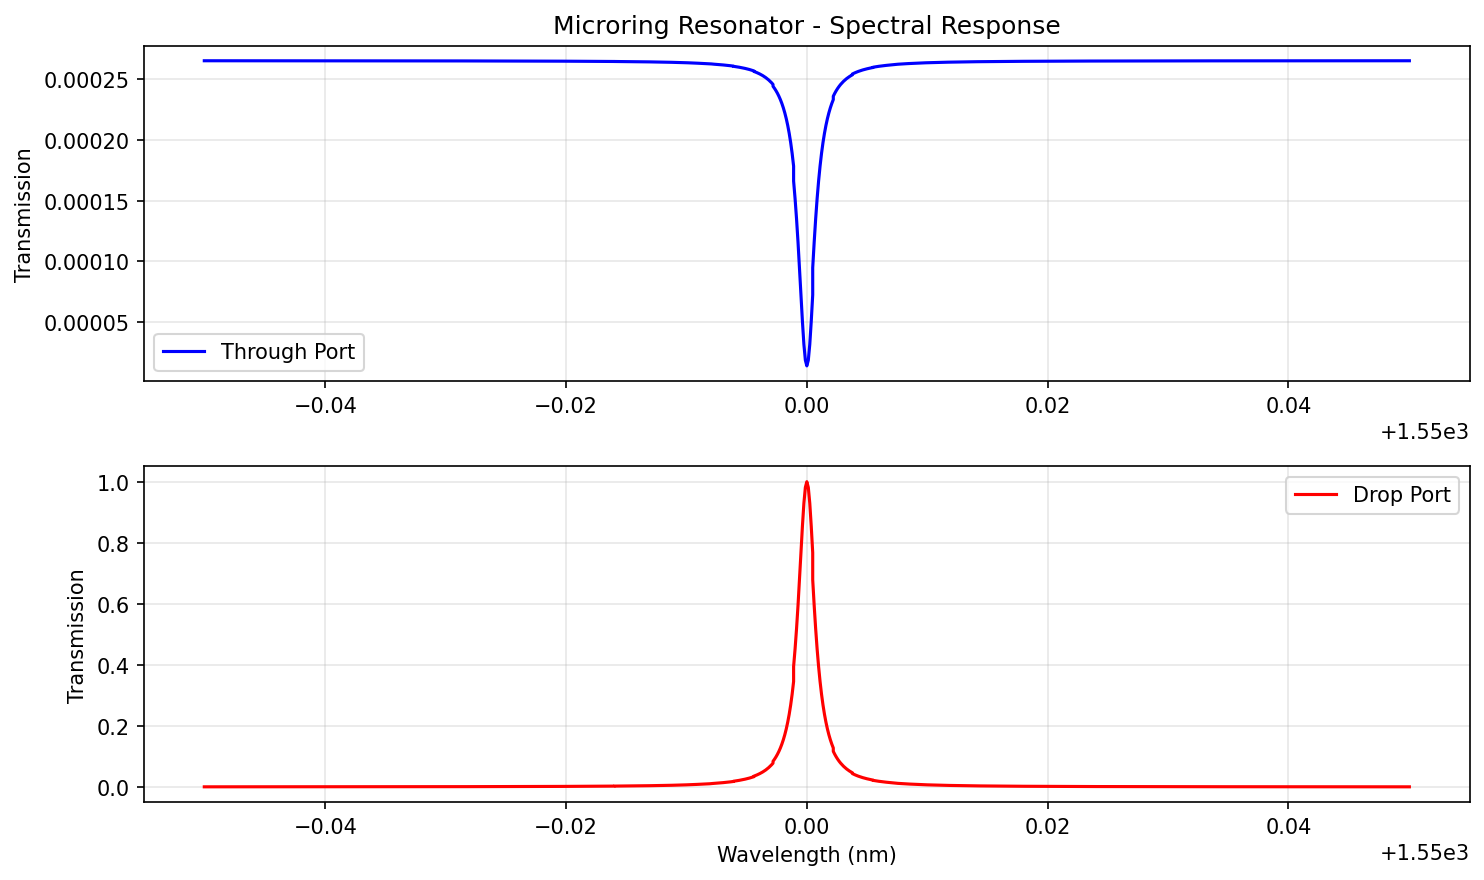 Microring Resonator - Spectral Response
Transmission
0.00025
0.00020
0.00015
0.00010
0.00005
Through Port
−0.04
−0.02
0.00
0.02
0.04
+1.55e3
Transmission
1.0
0.8
0.6
0.4
0.2
0.0
Drop Port
−0.04
−0.02
0.00
0.02
0.04
Wavelength (nm)
+1.55e3